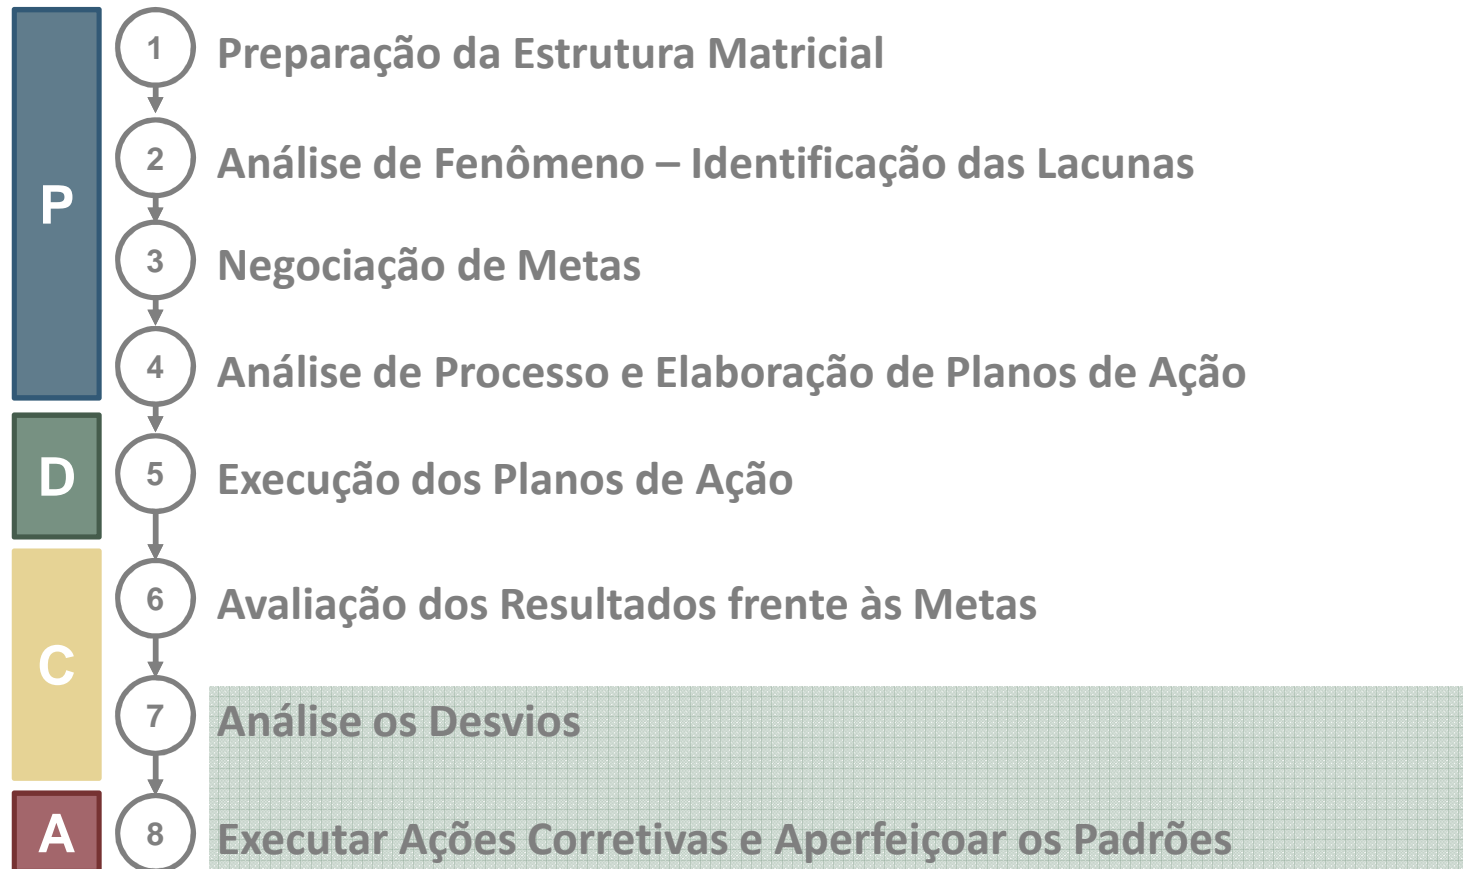 1 Preparação da Estrutura Matricial
2 Análise de Fenômeno – Identificação das Lacunas
P
3 Negociação de Metas
4 Análise de Processo e Elaboração de Planos de Ação
D 5 Execução dos Planos de Ação
6 Avaliação dos Resultados frente às Metas
C
7 Análise os Desvios
A 8 Executar Ações Corretivas e Aperfeiçoar os Padrões